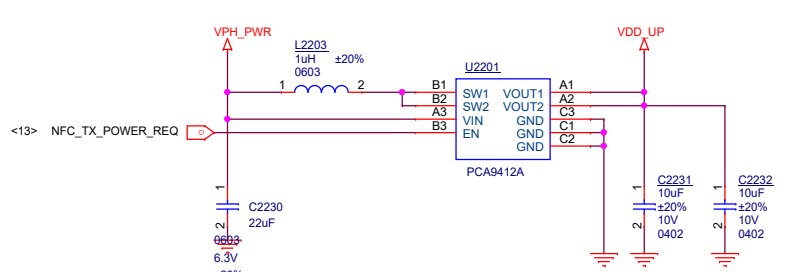 VPH_PWR
VDD_UP
L2203
1uH ±20%
0603
U2201
1 2
B1 SW1 VOUT1 A1
B2 SW2 VOUT2 A2
A3 VIN GND C3
B3 EN GND C1
GND C2
<13> NFC_TX_POWER_REQ
PCA9412A
1
C2230
22uF
2
0603
6.3V
1
C2231
10uF
±20%
10V
0402
2
1
C2232
10uF
±20%
10V
0402
2